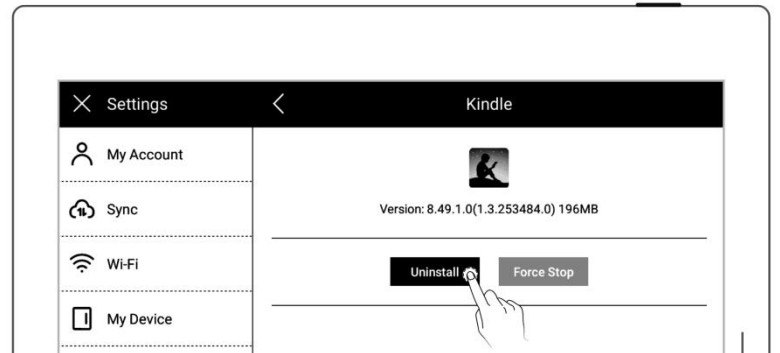 Settings
Kindle
My Account
Version: 8.49.1.0(1.3.253484.0) 196MB
Sync
Wi-Fi
Uninstall
Force Stop
My Device